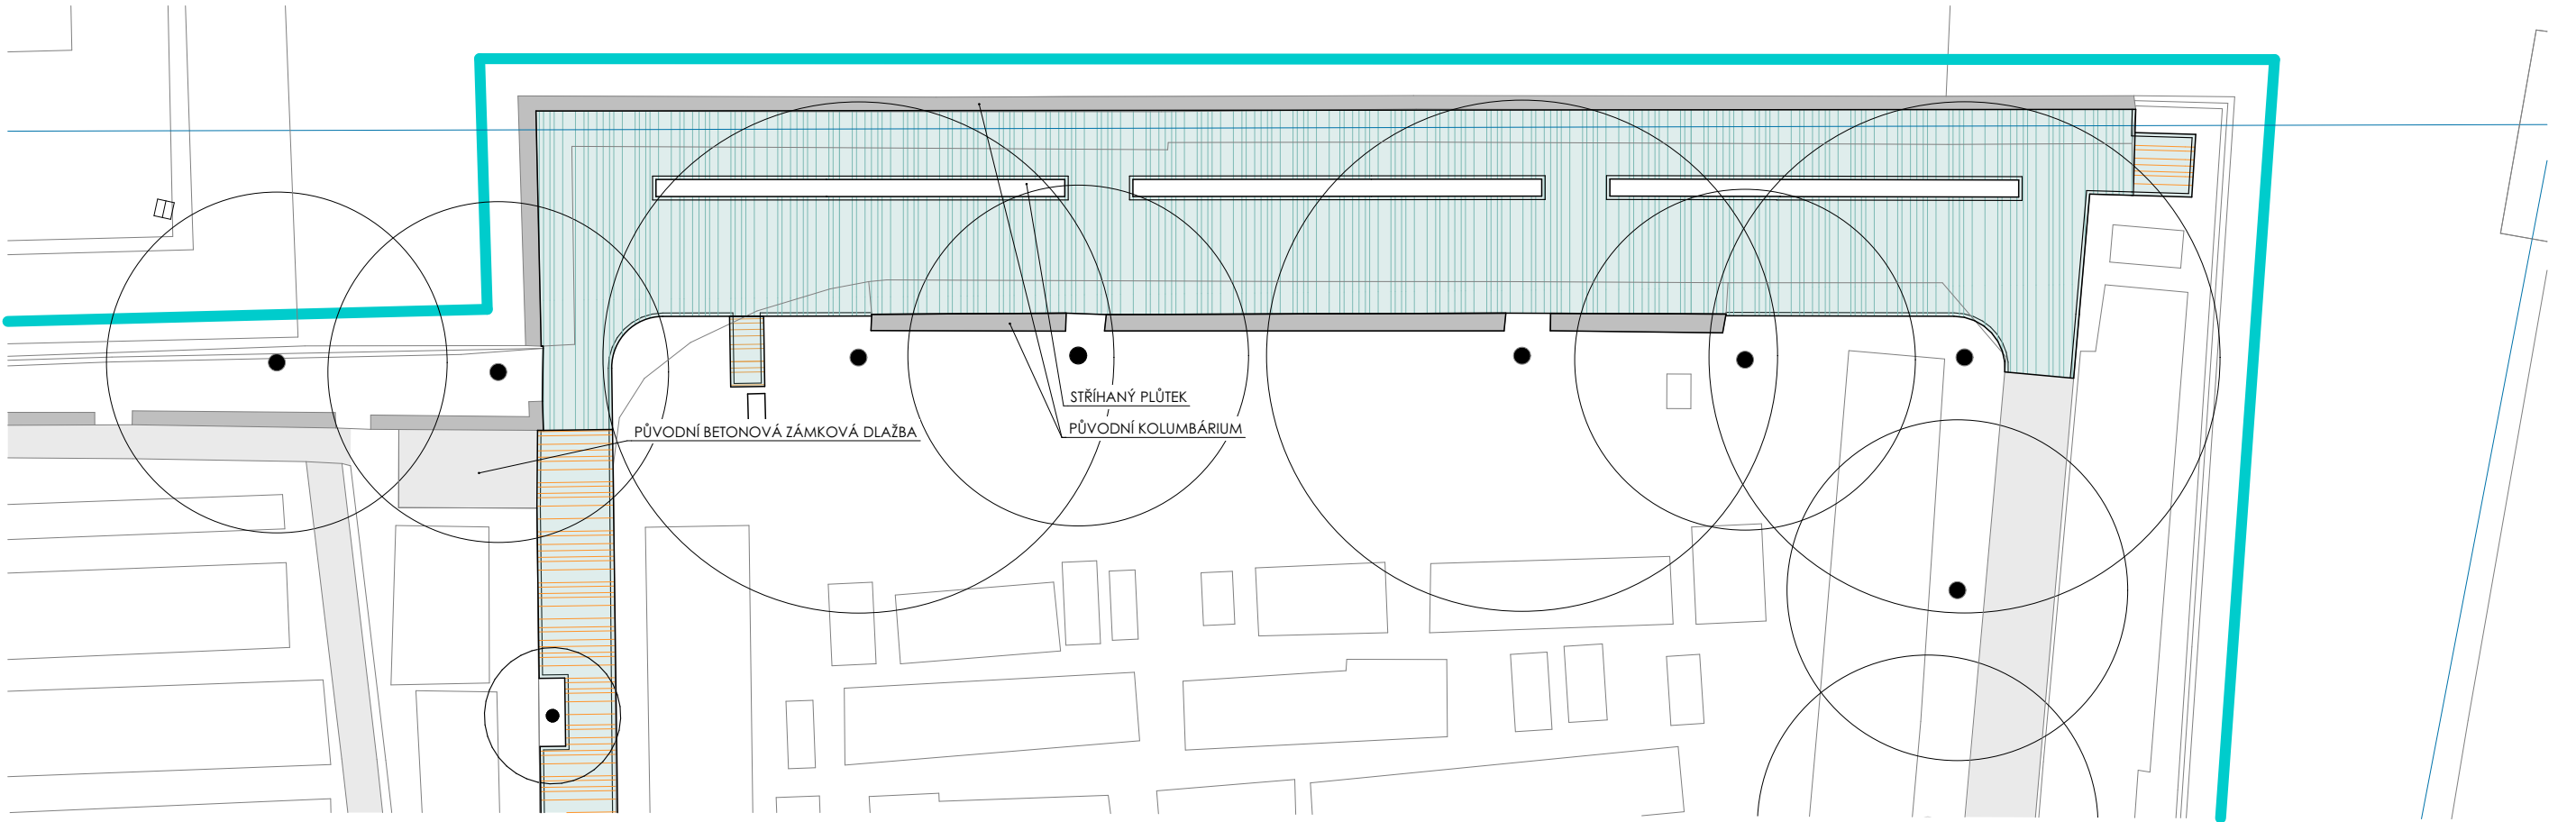 STŘÍHANÝ PLŮTEK
PŮVODNÍ KOLUMBÁRIUM
PŮVODNÍ BETONOVÁ ZÁMKOVÁ DLAŽBA